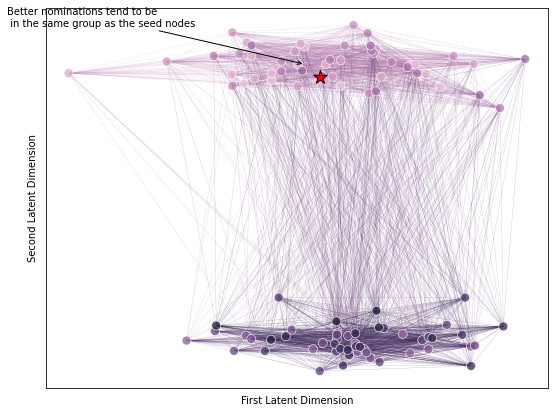 Better nominations tend to be
in the same group as the seed nodes
Second Latent Dimension
First Latent Dimension